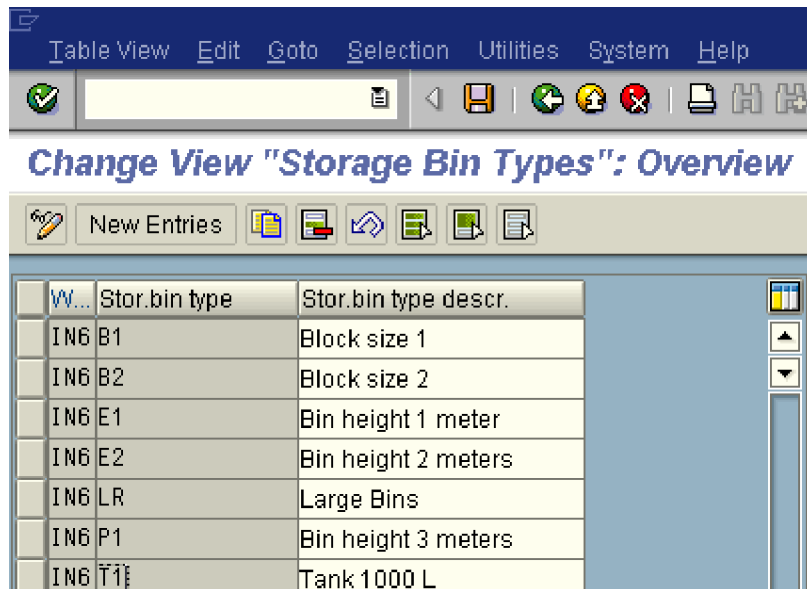 Table View Edit Goto Selection Utilities System Help
Change View "Storage Bin Types": Overview
New Entries
W... Stor.bin type Stor.bin type descr.
IN6 B1 Block size 1
IN6 B2 Block size 2
IN6 E1 Bin height 1 meter
IN6 E2 Bin height 2 meters
IN6 LR Large Bins
IN6 P1 Bin height 3 meters
IN6 T1 Tank 1000 L